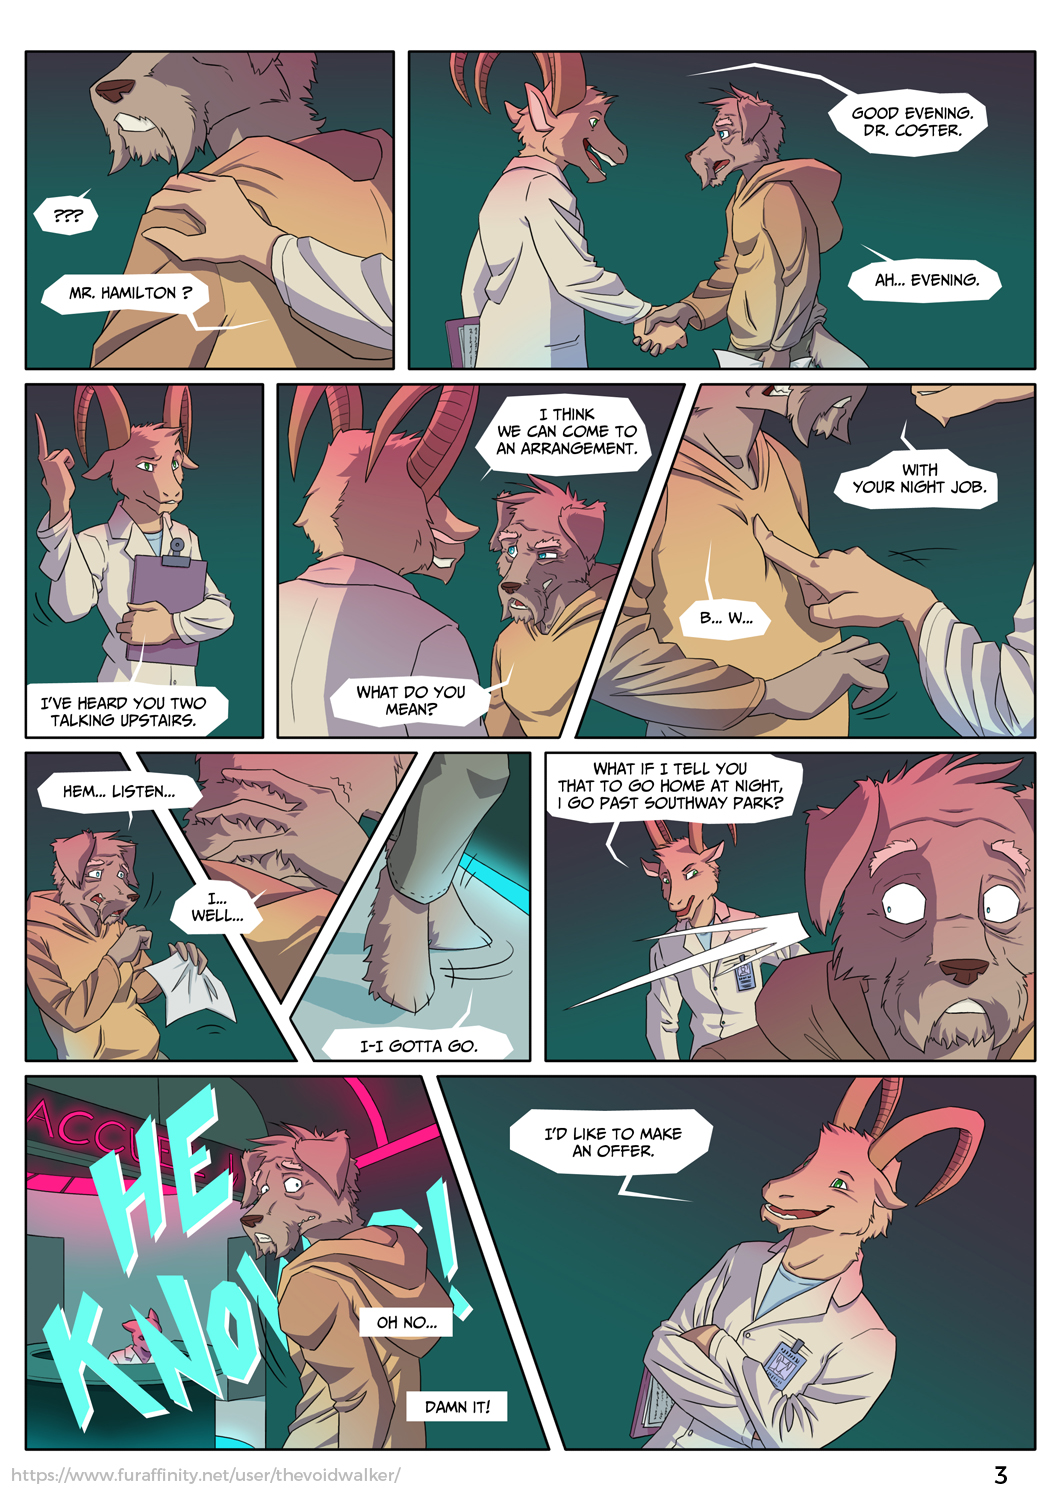 ???
MR. HAMILTON ?
GOOD EVENING.
DR. COSTER.
AH... EVENING.
I'VE HEARD YOU TWO
TALKING UPSTAIRS.
I THINK
WE CAN COME TO
AN ARRANGEMENT.
WHAT DO YOU
MEAN?
WITH
YOUR NIGHT JOB.
B... W...
HEM... LISTEN...
I...
WELL...
I-I GOTTA GO.
WHAT IF I TELL YOU
THAT TO GO HOME AT NIGHT,
I GO PAST SOUTHWAY PARK?
HE
KNOWS!
OH NO...
DAMN IT!
I'D LIKE TO MAKE
AN OFFER.
https://www.furaffinity.net/user/thevoidwalker/
3